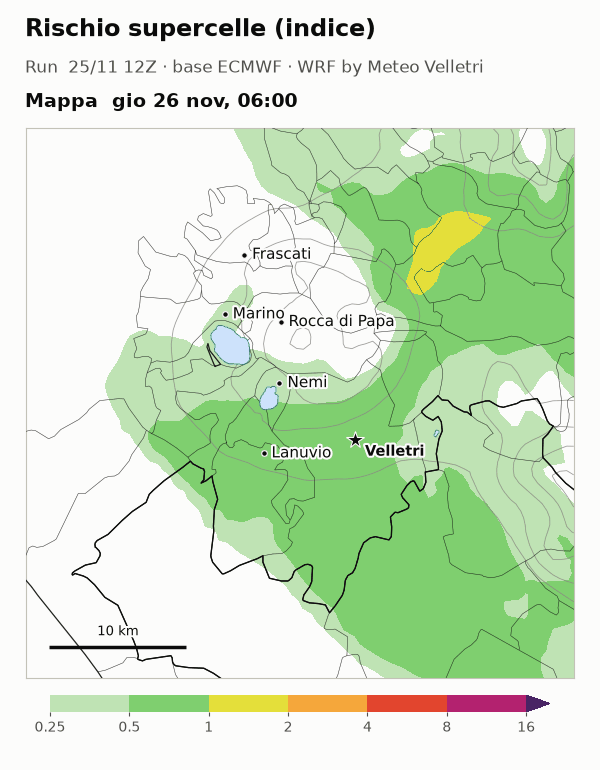 Rischio supercelle (indice)
Run  25/11 12Z · base ECMWF · WRF by Meteo Velletri
Mappa  gio 26 nov, 06:00
Frascati
Marino
Rocca di Papa
Nemi
Velletri
Lanuvio
10 km
0.25 0.5 1 2 4 8 16